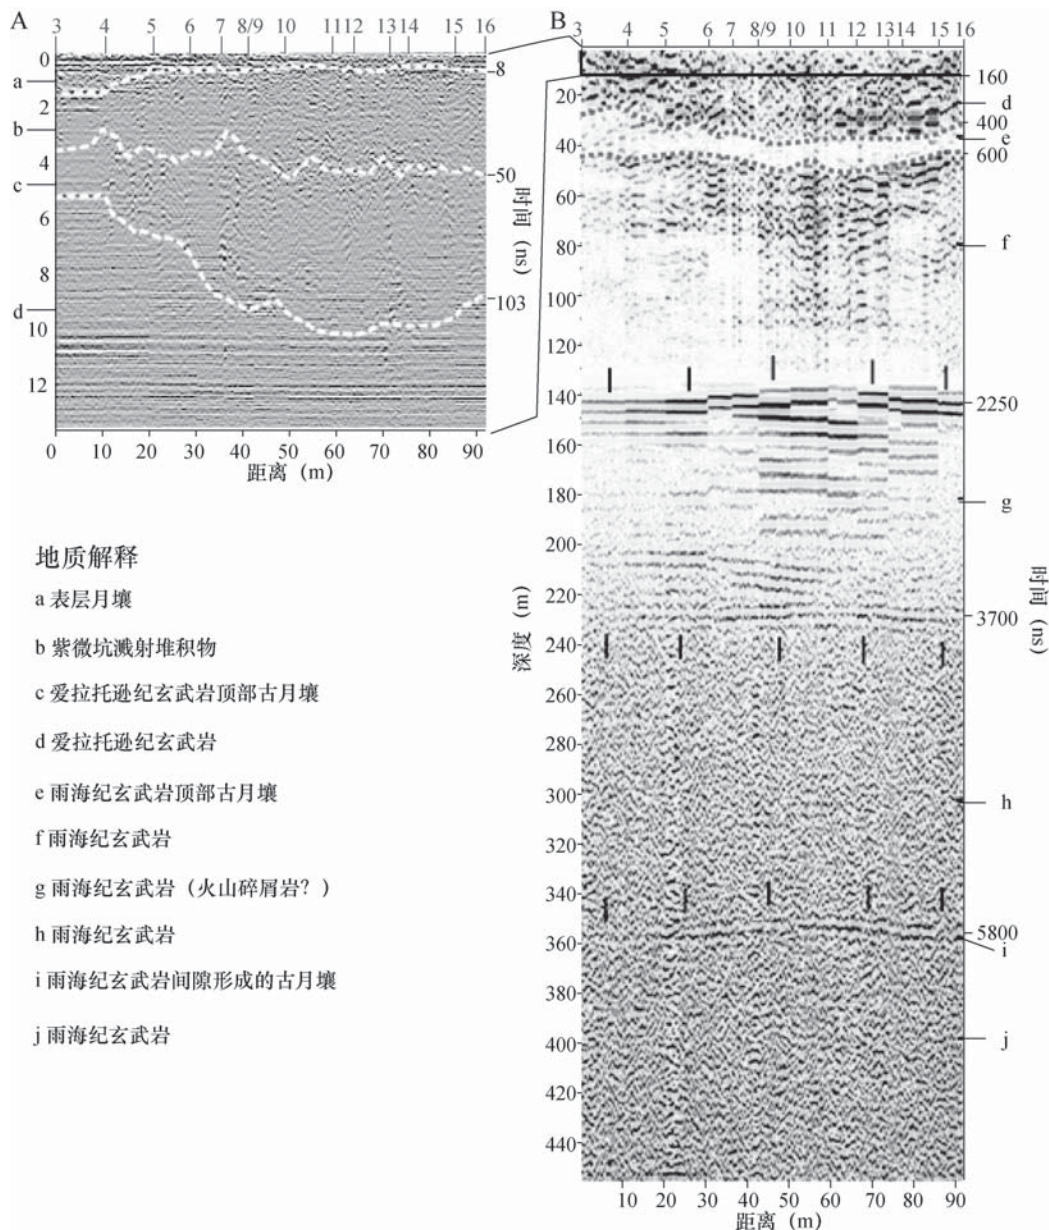 A
3 4 5 6 7 8/9 10 11 12 13 14 15 16
0
a
2
b
4
c
6
8
d
10
12
8
50
103
时间 (ns)
0 10 20 30 40 50 60 70 80 90
距离 (m)
地质解释
a 表层月壤
b 紫微坑溅射堆积物
c 爱拉托逊纪玄武岩顶部古月壤
d 爱拉托逊纪玄武岩
e 雨海纪玄武岩顶部古月壤
f 雨海纪玄武岩
g 雨海纪玄武岩(火山碎屑岩?)
h 雨海纪玄武岩
i 雨海纪玄武岩间隙形成的古月壤
j 雨海纪玄武岩
B
3 4 5 6 7 8/9 10 11 12 13 14 15 16
20
40
60
80
100
120
140
160
180
200
220
240
260
280
300
320
340
360
380
400
420
440
深度 (m)
160
d
400
e
600
f
2250
g
3700
h
5800
i
j
时间 (ns)
10 20 30 40 50 60 70 80 90
距离 (m)